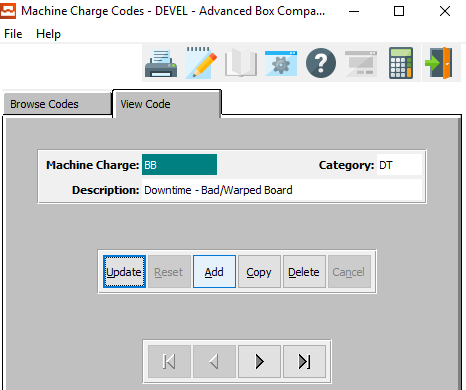 Machine Charge Codes - DEVEL - Advanced Box Compa...
File Help
Browse Codes View Code
Machine Charge: BB Category: DT
Description: Downtime - Bad/Warped Board
Update Reset Add Copy Delete Cancel